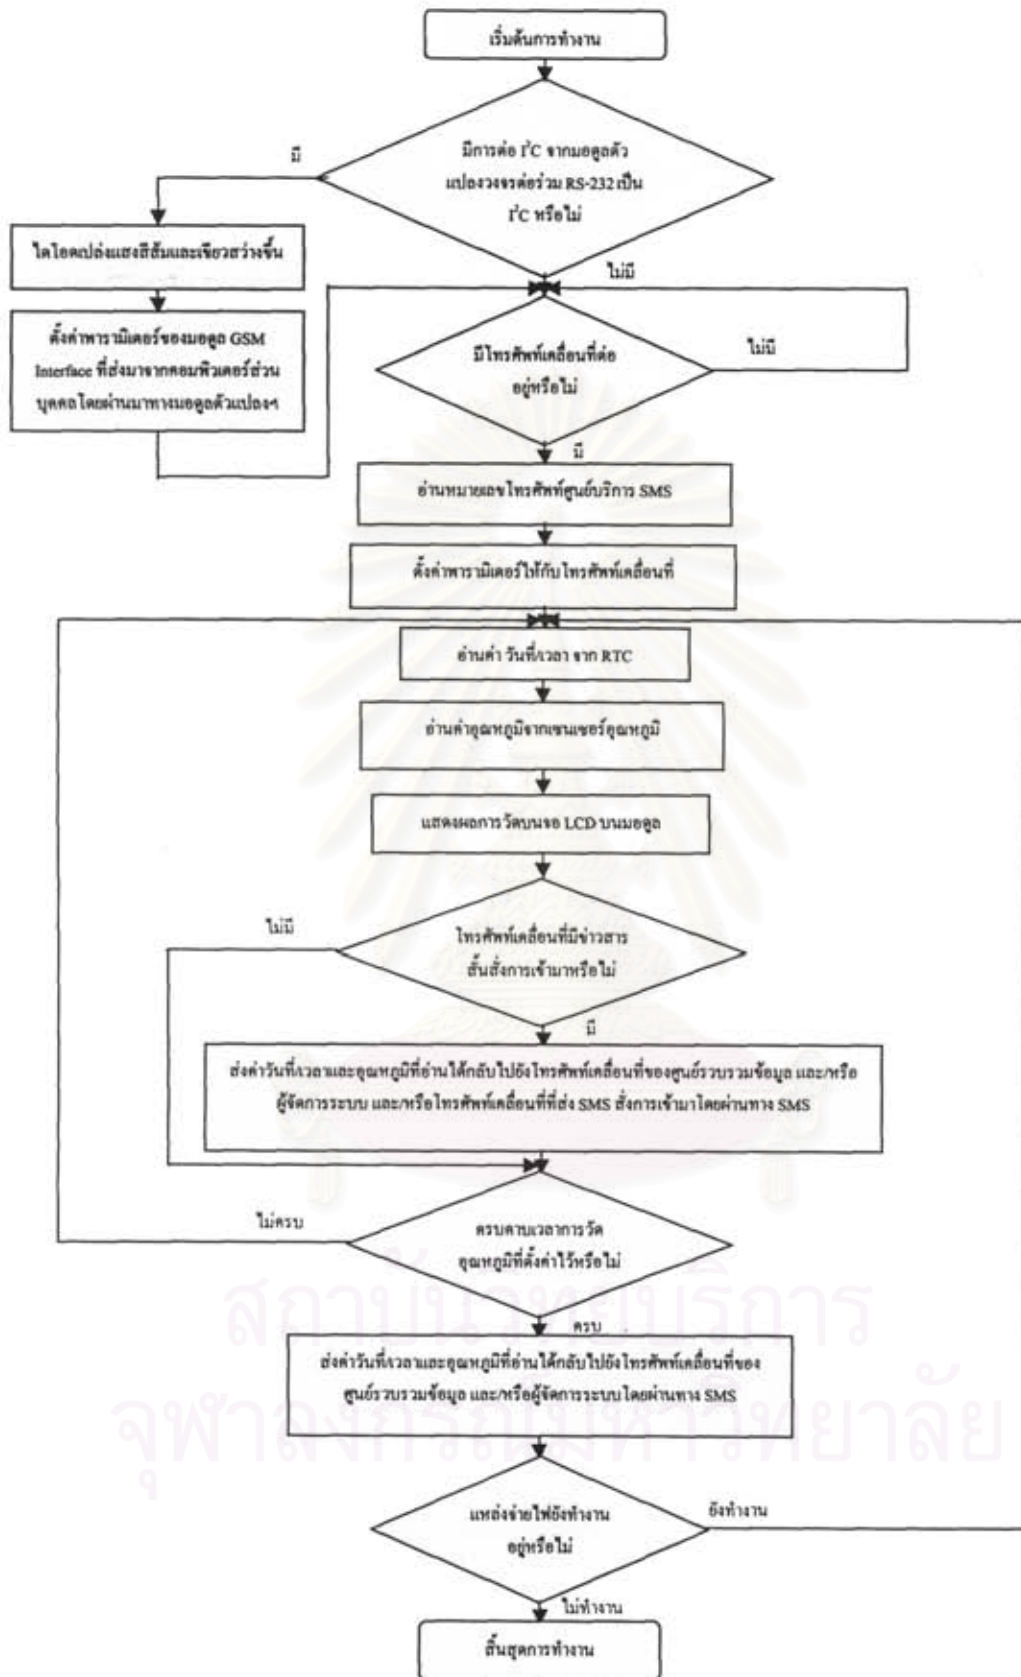 เริ่มต้นการทำงาน
มีการต่อ I²C จากมอดูลตัว
แปลงวงจรต่อร่วม RS-232 เป็น
I²C หรือไม่
มี
ไม่มี
ไดโอดเปล่งแสงสีส้มและเขียวสว่างขึ้น
ตั้งค่าพารามิเตอร์ของมอดูล GSM
Interface ที่ส่งมาจากคอมพิวเตอร์ส่วน
บุคคลโดยผ่านมาทางมอดูลตัวแปลงฯ
มีโทรศัพท์เคลื่อนที่ต่อ
อยู่หรือไม่
ไม่มี
มี
อ่านหมายเลขโทรศัพท์ศูนย์บริการ SMS
ตั้งค่าพารามิเตอร์ให้กับโทรศัพท์เคลื่อนที่
อ่านค่า วันที่/เวลา จาก RTC
อ่านค่าอุณหภูมิจากเซนเซอร์อุณหภูมิ
แสดงผลการวัดบนจอ LCD บนมอดูล
ไม่มี
โทรศัพท์เคลื่อนที่มีข่าวสาร
สั้นสั่งการเข้ามาหรือไม่
มี
ส่งค่าวันที่/เวลาและอุณหภูมิที่อ่านได้กลับไปยังโทรศัพท์เคลื่อนที่ของศูนย์รวบรวมข้อมูล และ/หรือ
ผู้จัดการระบบ และ/หรือโทรศัพท์เคลื่อนที่ที่ส่ง SMS สั่งการเข้ามาโดยผ่านทาง SMS
ไม่ครบ
ครบคาบเวลาการวัด
อุณหภูมิที่ตั้งค่าไว้หรือไม่
ครบ
ส่งค่าวันที่/เวลาและอุณหภูมิที่อ่านได้กลับไปยังโทรศัพท์เคลื่อนที่ของ
ศูนย์รวบรวมข้อมูล และ/หรือผู้จัดการระบบโดยผ่านทาง SMS
แหล่งจ่ายไฟยังทำงาน
อยู่หรือไม่
ยังทำงาน
ไม่ทำงาน
สิ้นสุดการทำงาน
สถาบันวิทยบริการ
จุฬาลงกรณ์มหาวิทยาลัย